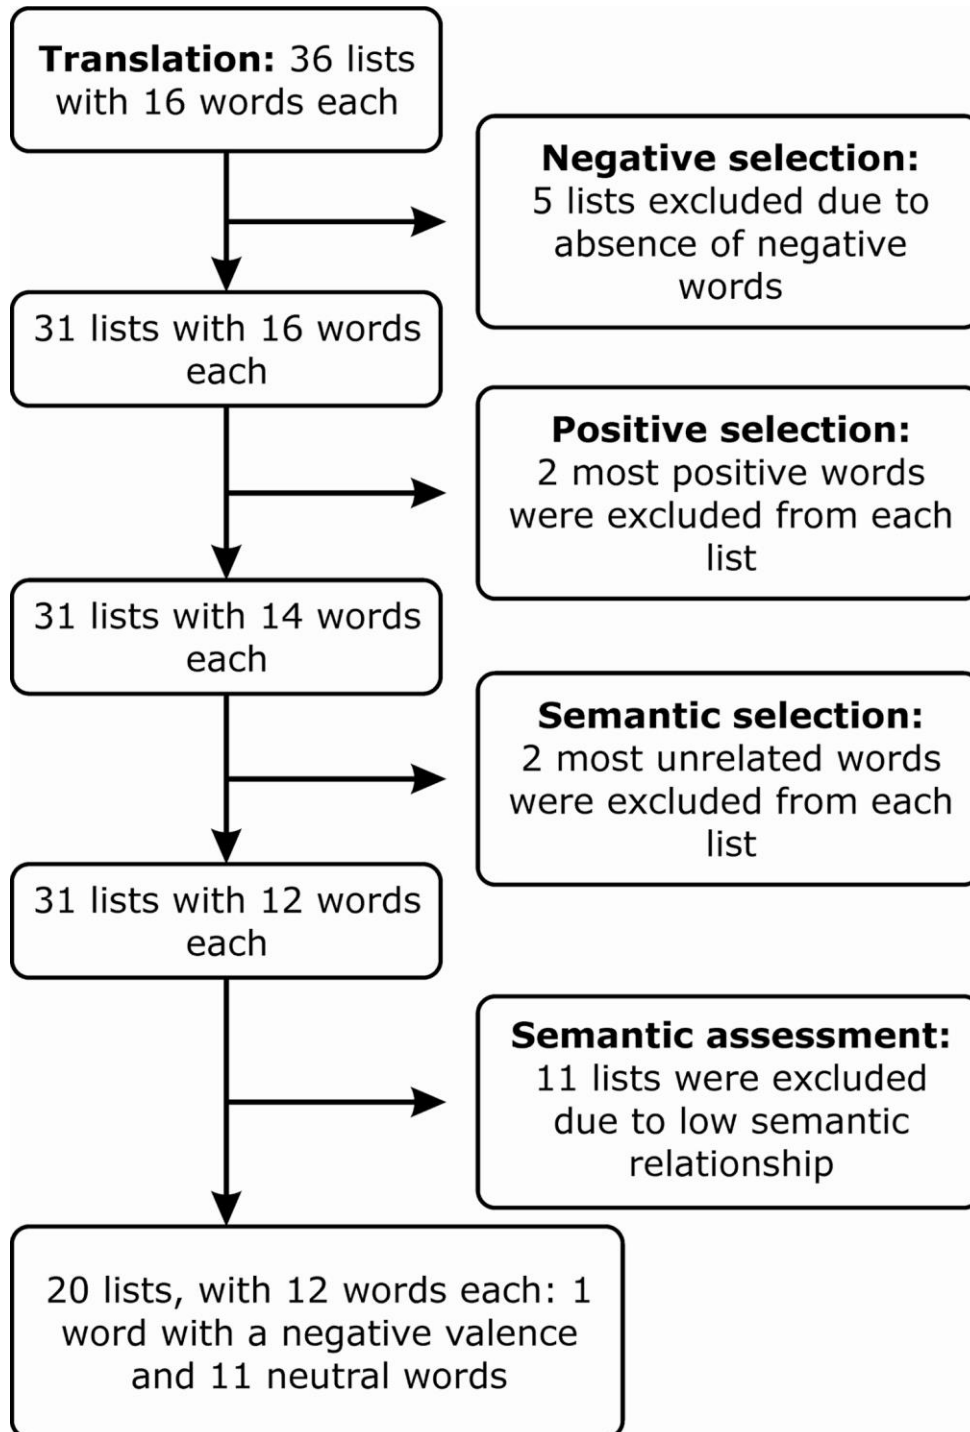 Translation: 36 lists
with 16 words each
Negative selection:
5 lists excluded due to
absence of negative
words
31 lists with 16 words
each
Positive selection:
2 most positive words
were excluded from each
list
31 lists with 14 words
each
Semantic selection:
2 most unrelated words
were excluded from each
list
31 lists with 12 words
each
Semantic assessment:
11 lists were excluded
due to low semantic
relationship
20 lists, with 12 words each: 1
word with a negative valence
and 11 neutral words